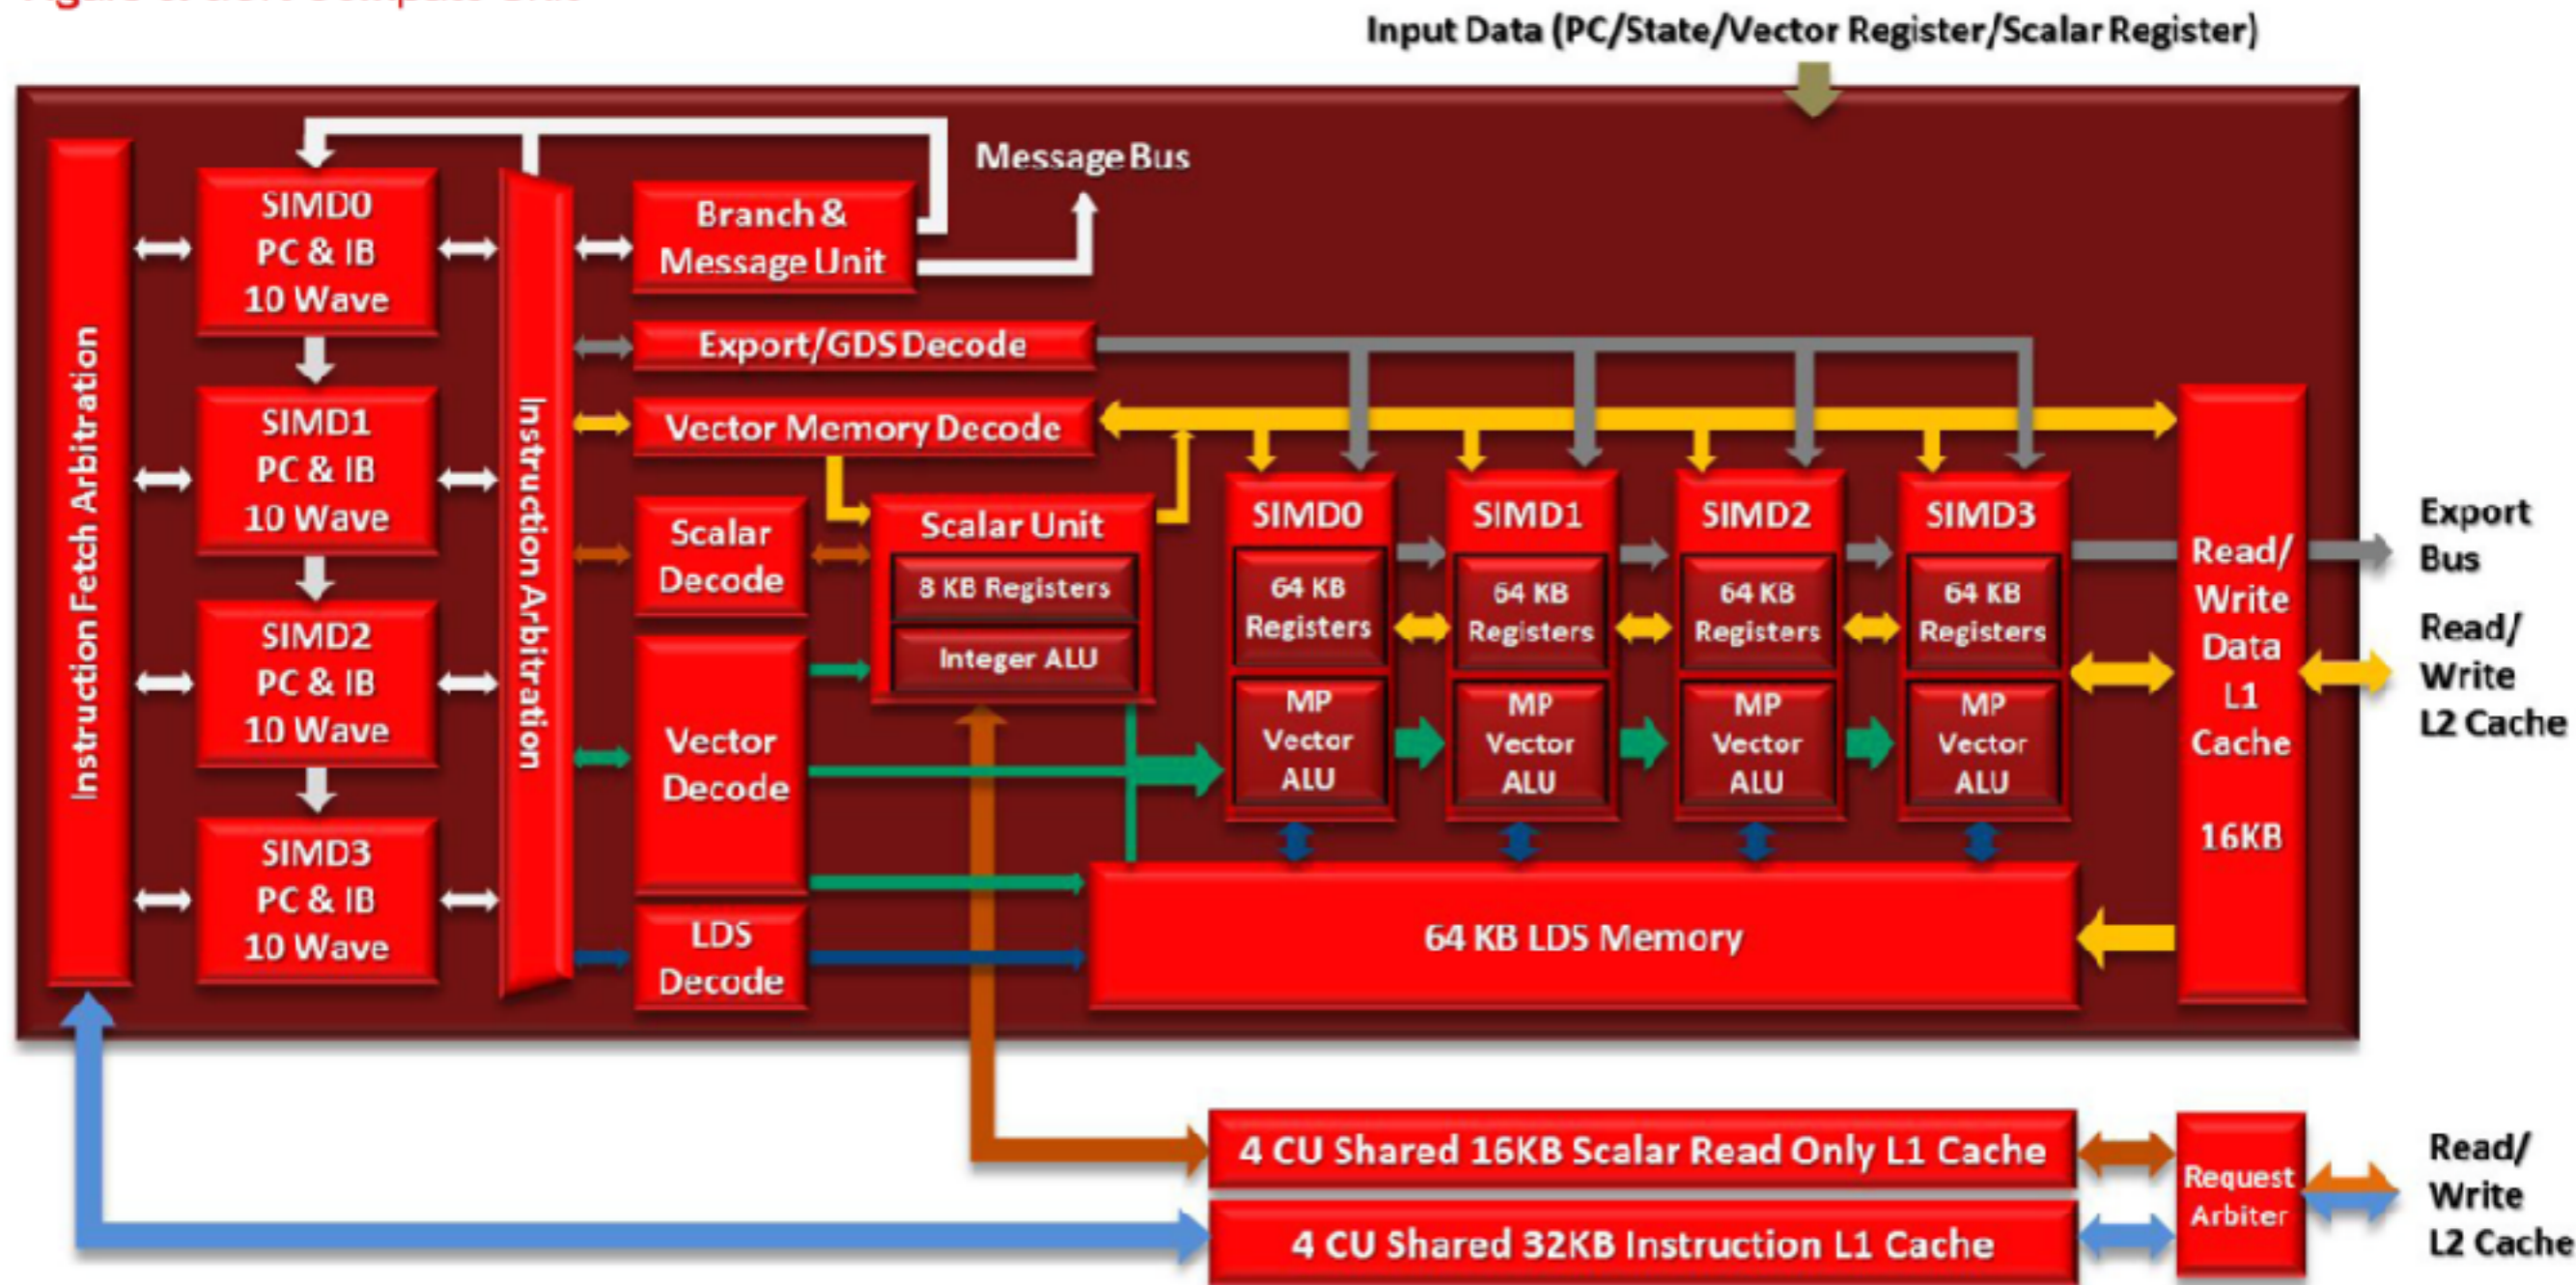 Input Data (PC/State/Vector Register/Scalar Register)
Instruction Fetch Arbitration
SIMD0
PC & IB
10 Wave
SIMD1
PC & IB
10 Wave
SIMD2
PC & IB
10 Wave
SIMD3
PC & IB
10 Wave
Instruction Arbitration
Branch &
Message Unit
Message Bus
Export/GDS Decode
Vector Memory Decode
Scalar
Decode
Scalar Unit
8 KB Registers
Integer ALU
Vector
Decode
LDS
Decode
SIMD0
64 KB
Registers
MP
Vector
ALU
SIMD1
64 KB
Registers
MP
Vector
ALU
SIMD2
64 KB
Registers
MP
Vector
ALU
SIMD3
64 KB
Registers
MP
Vector
ALU
64 KB LDS Memory
Read/
Write
Data
L1
Cache
16KB
Export
Bus
Read/
Write
L2 Cache
4 CU Shared 16KB Scalar Read Only L1 Cache
4 CU Shared 32KB Instruction L1 Cache
Request
Arbiter
Read/
Write
L2 Cache